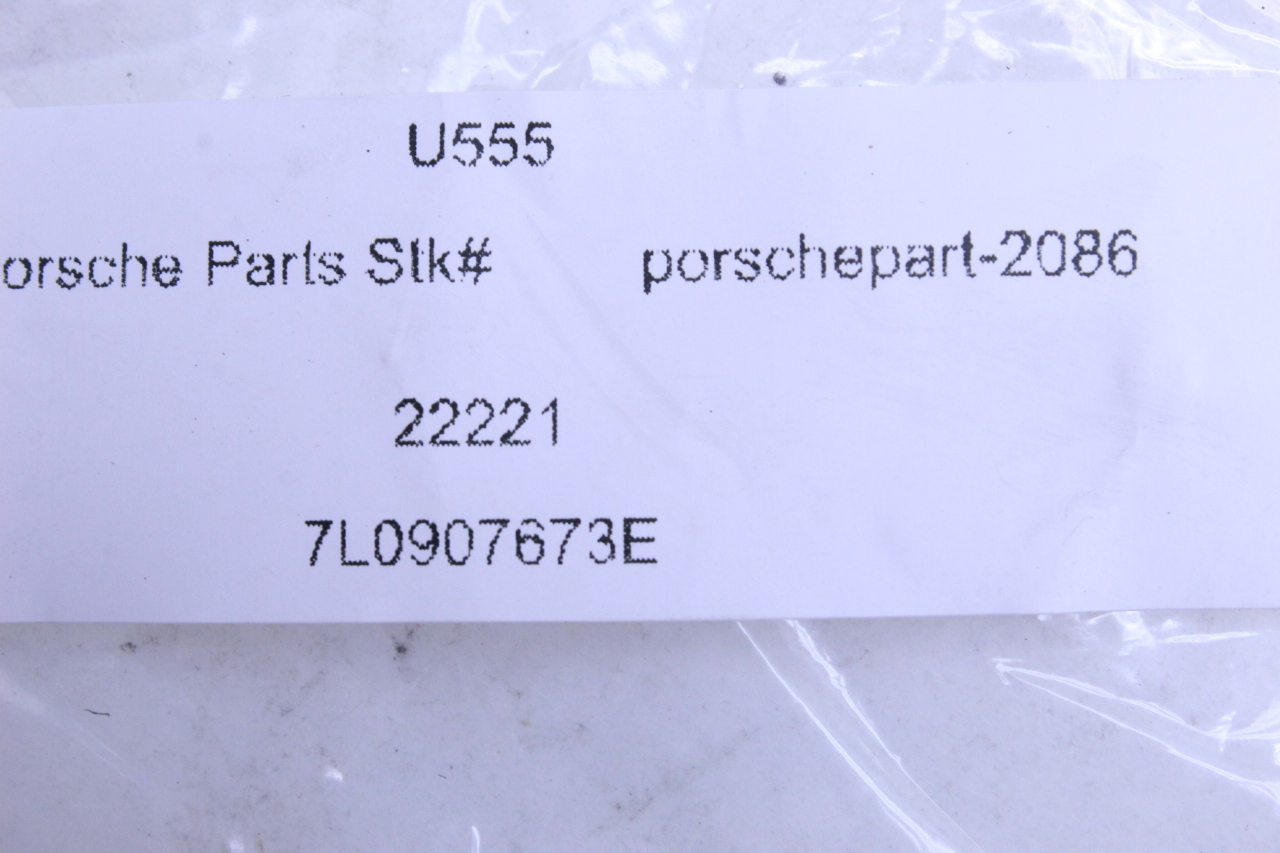 U555
orsche Parts Stk# porschepart-2086
22221
7L0907673E